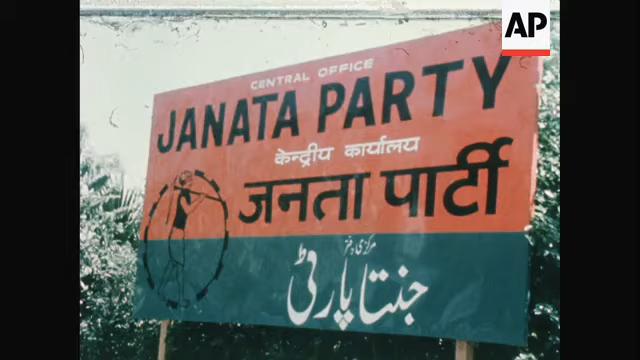 AP
CENTRAL OFFICE
JANATA PARTY
केन्द्रीय कार्यालय
जनता पार्टी
مرکزی دفتر
جنتا پارٹی